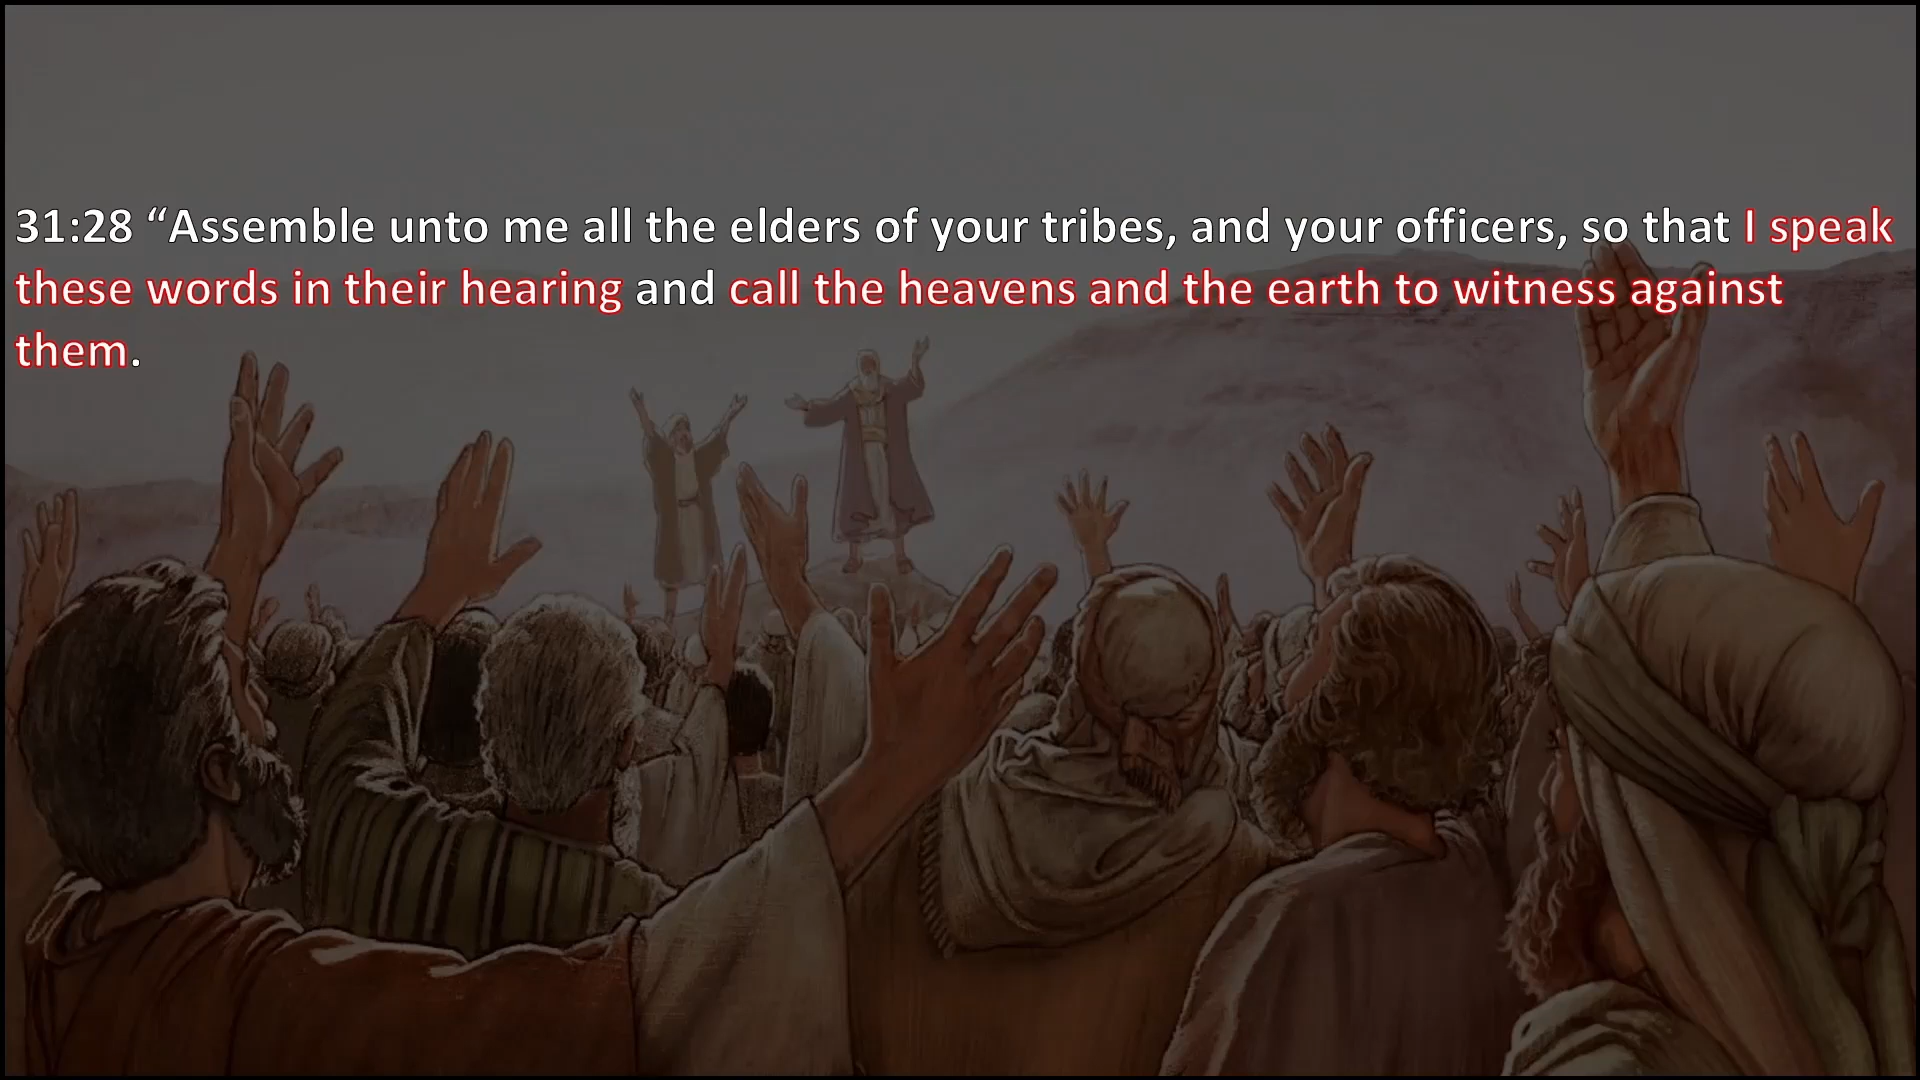 31:28 “Assemble unto me all the elders of your tribes, and your officers, so that I speak
these words in their hearing and call the heavens and the earth to witness against
them.